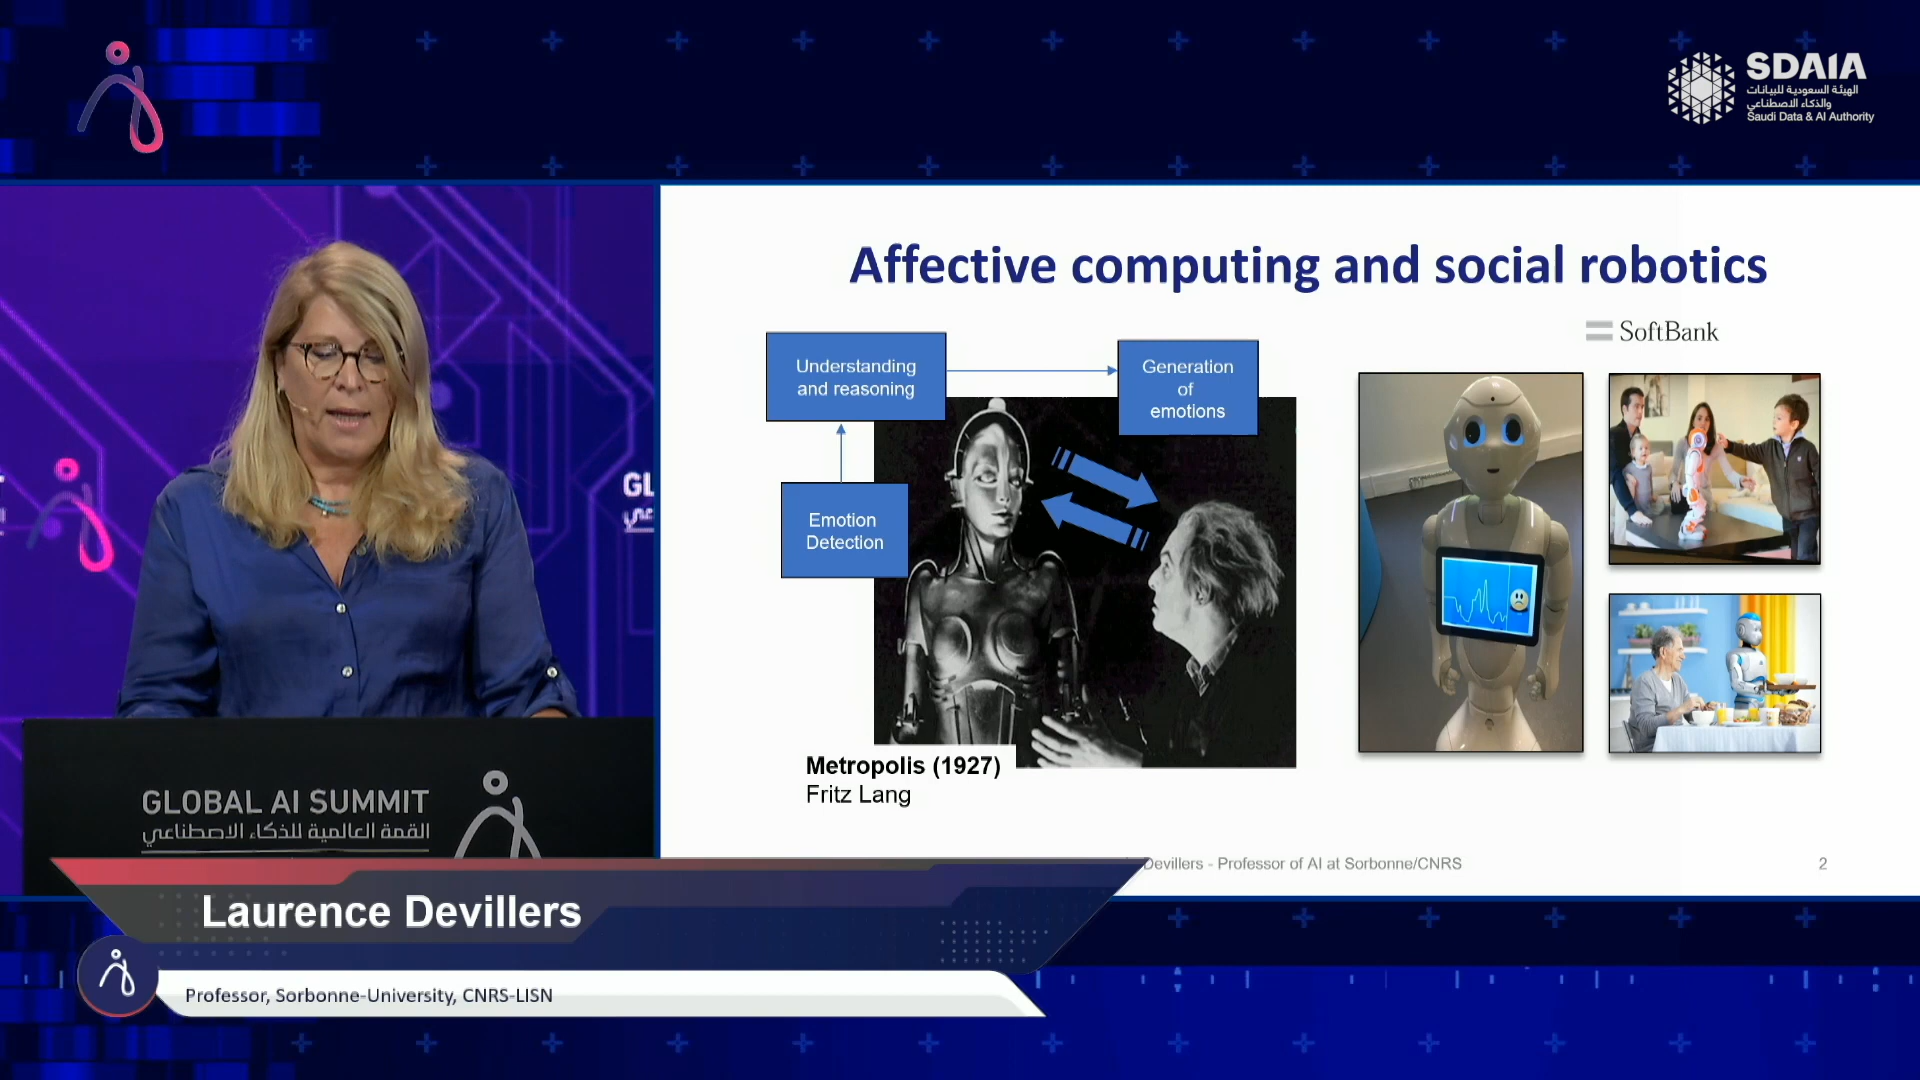 SDAIA
الهيئة السعودية للبيانات
والذكاء الاصطناعي
Saudi Data & AI Authority
Affective computing and social robotics
SoftBank
Understanding
and reasoning
Generation
of
emotions
Emotion
Detection
Metropolis (1927)
Fritz Lang
Devillers - Professor of AI at Sorbonne/CNRS
2
GL
GLOBAL AI SUMMIT
القمة العالمية للذكاء الاصطناعي
Laurence Devillers
Professor, Sorbonne-University, CNRS-LISN